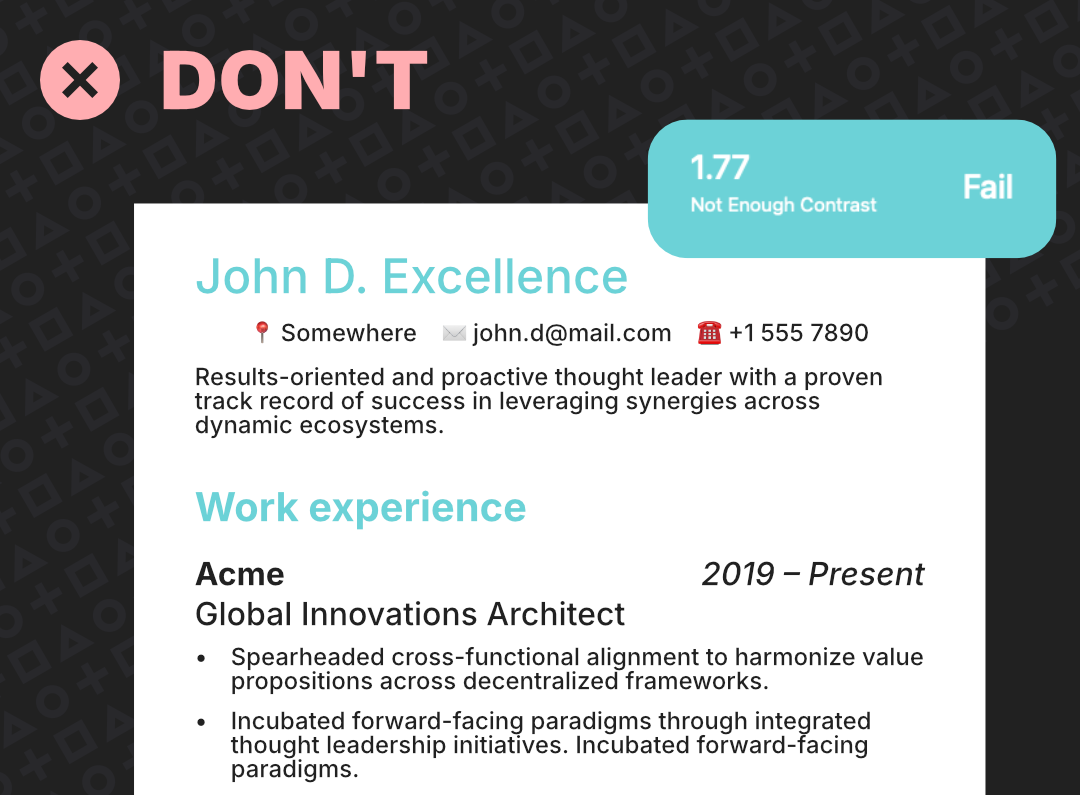 DON'T
1.77
Not Enough Contrast
Fail
John D. Excellence
📍 Somewhere ✉️ john.d@mail.com ☎️ +1 555 7890
Results-oriented and proactive thought leader with a proven
track record of success in leveraging synergies across
dynamic ecosystems.
Work experience
Acme 2019 – Present
Global Innovations Architect
• Spearheaded cross-functional alignment to harmonize value
propositions across decentralized frameworks.
• Incubated forward-facing paradigms through integrated
thought leadership initiatives. Incubated forward-facing
paradigms.